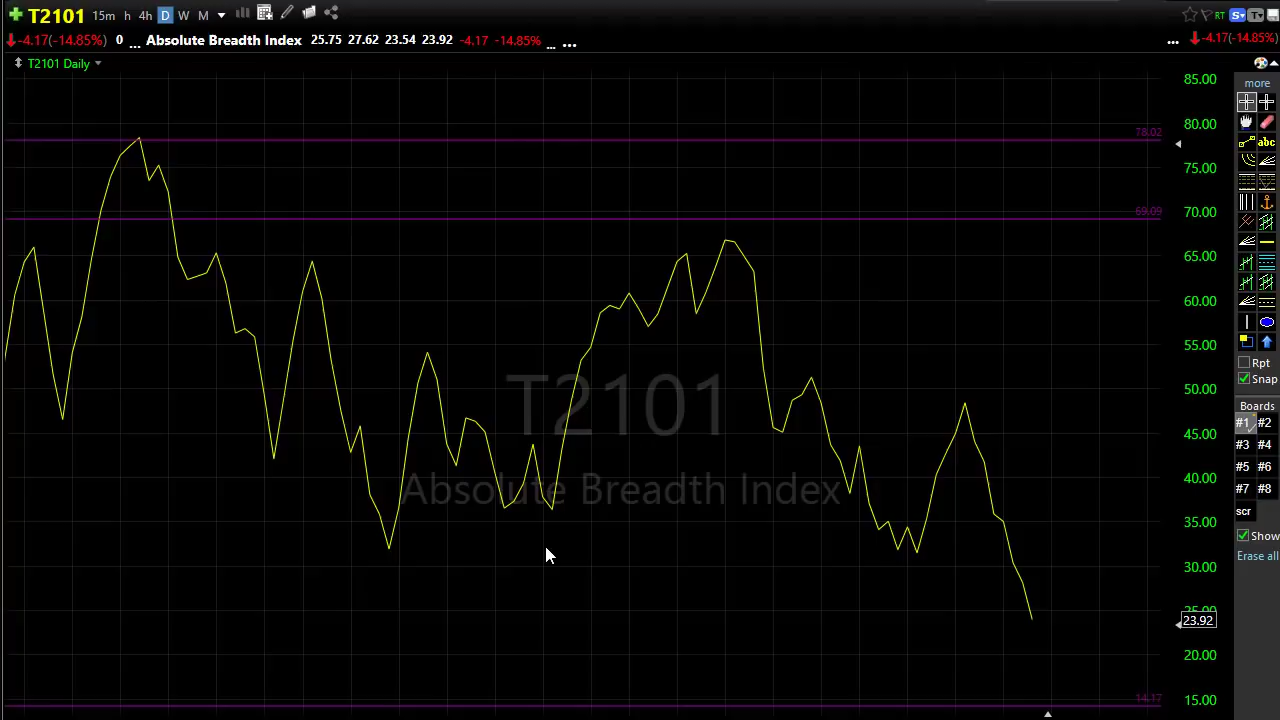 T2101 15m h 4h D W M RT S T
-4.17(-14.85%) 0 ... Absolute Breadth Index 25.75 27.62 23.54 23.92 -4.17 -14.85% ... ... ... -4.17(-14.85%)
T2101 Daily
85.00
more
78.02
80.00
abc
75.00
69.09
70.00
65.00
60.00
55.00
Rpt
T2101
Snap
50.00
Boards
45.00
#1 #2
#3 #4
Absolute Breadth Index
40.00
#5 #6
#7 #8
35.00
scr
Show
30.00
Erase all
25.00
23.92
20.00
14.17
15.00